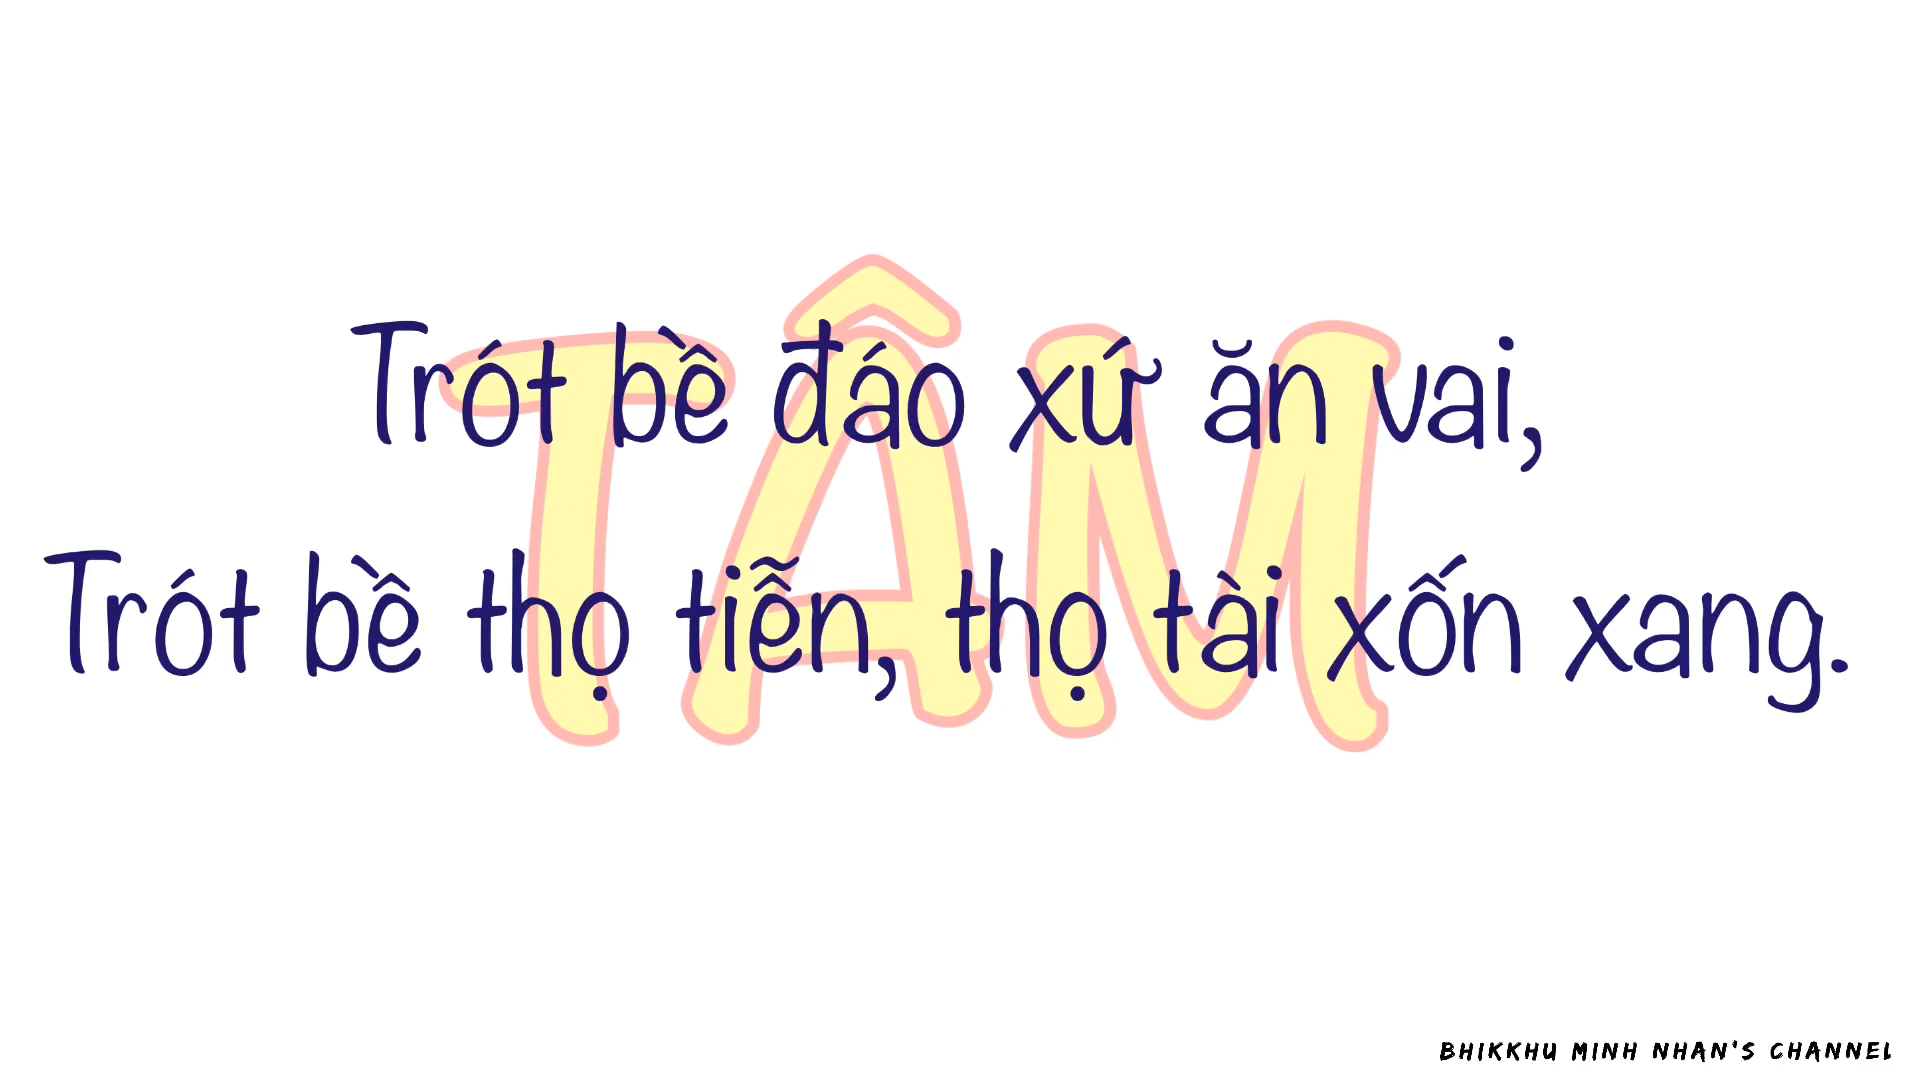 TÂM
Trót bề đáo xứ ăn vai,
Trót bề thọ tiễn, thọ tài xốn xang.
BHIKKHU MINH NHAN'S CHANNEL